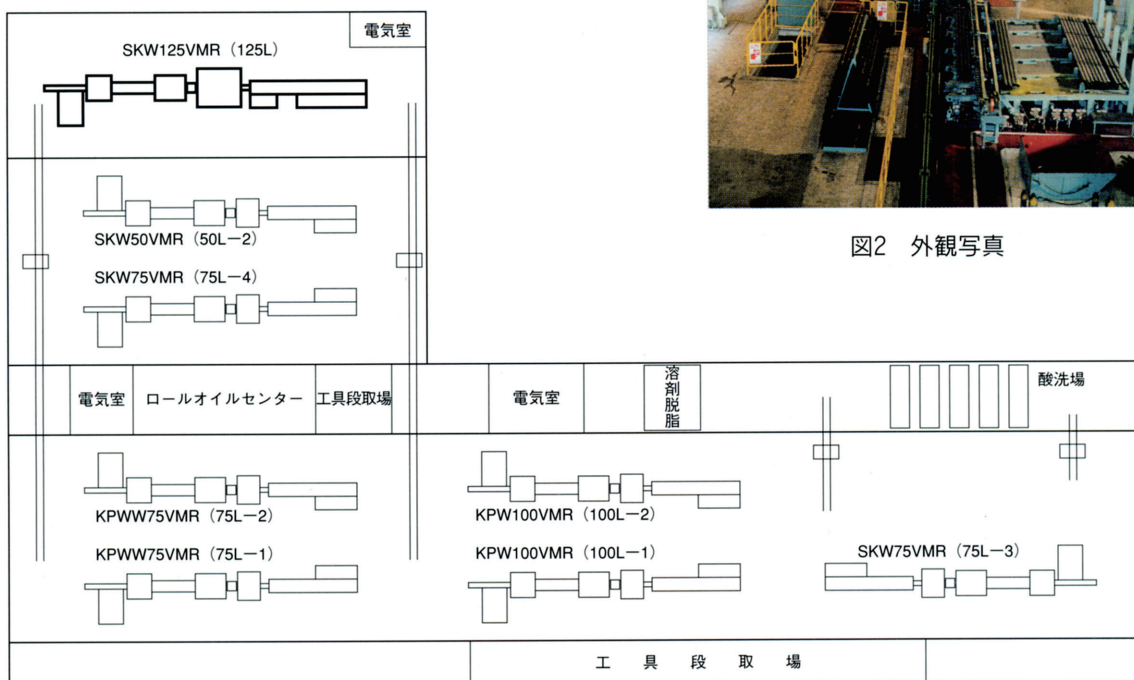 電気室
SKW125VMR（125L）
SKW50VMR（50L−2）
図2　外観写真
SKW75VMR（75L−4）
電気室
ロールオイルセンター
工具段取場
電気室
溶剤脱脂
酸洗場
KPWW75VMR（75L−2）
KPW100VMR（100L−2）
KPWW75VMR（75L−1）
KPW100VMR（100L−1）
SKW75VMR（75L−3）
工具段取場